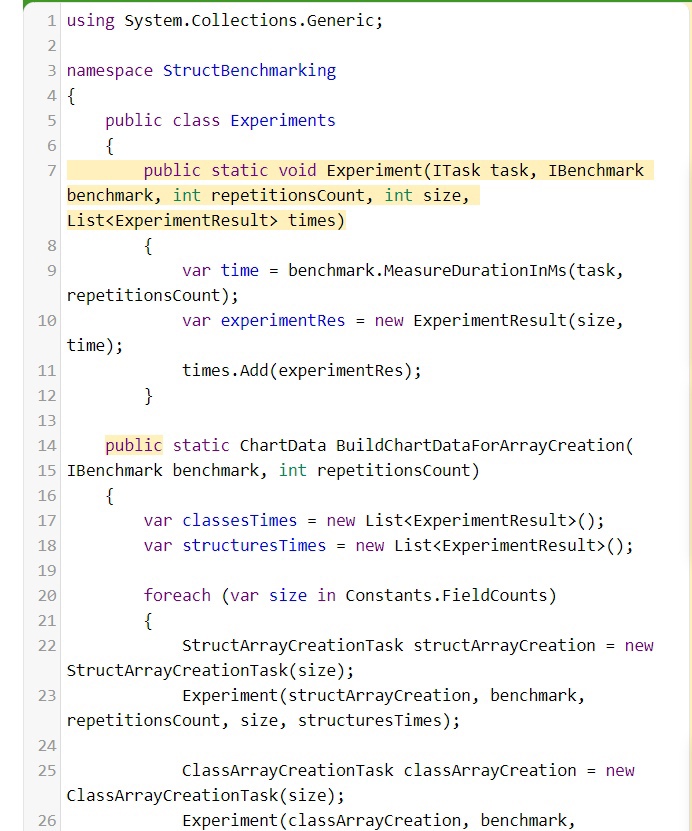 1 using System.Collections.Generic;
2
3 namespace StructBenchmarking
4 {
5     public class Experiments
6     {
7         public static void Experiment(ITask task, IBenchmark
benchmark, int repetitionsCount, int size,
List<ExperimentResult> times)
8         {
9             var time = benchmark.MeasureDurationInMs(task,
repetitionsCount);
10             var experimentRes = new ExperimentResult(size,
time);
11             times.Add(experimentRes);
12         }
13
14     public static ChartData BuildChartDataForArrayCreation(
15 IBenchmark benchmark, int repetitionsCount)
16     {
17         var classesTimes = new List<ExperimentResult>();
18         var structuresTimes = new List<ExperimentResult>();
19
20         foreach (var size in Constants.FieldCounts)
21         {
22             StructArrayCreationTask structArrayCreation = new
StructArrayCreationTask(size);
23             Experiment(structArrayCreation, benchmark,
repetitionsCount, size, structuresTimes);
24
25             ClassArrayCreationTask classArrayCreation = new
ClassArrayCreationTask(size);
26             Experiment(classArrayCreation, benchmark,